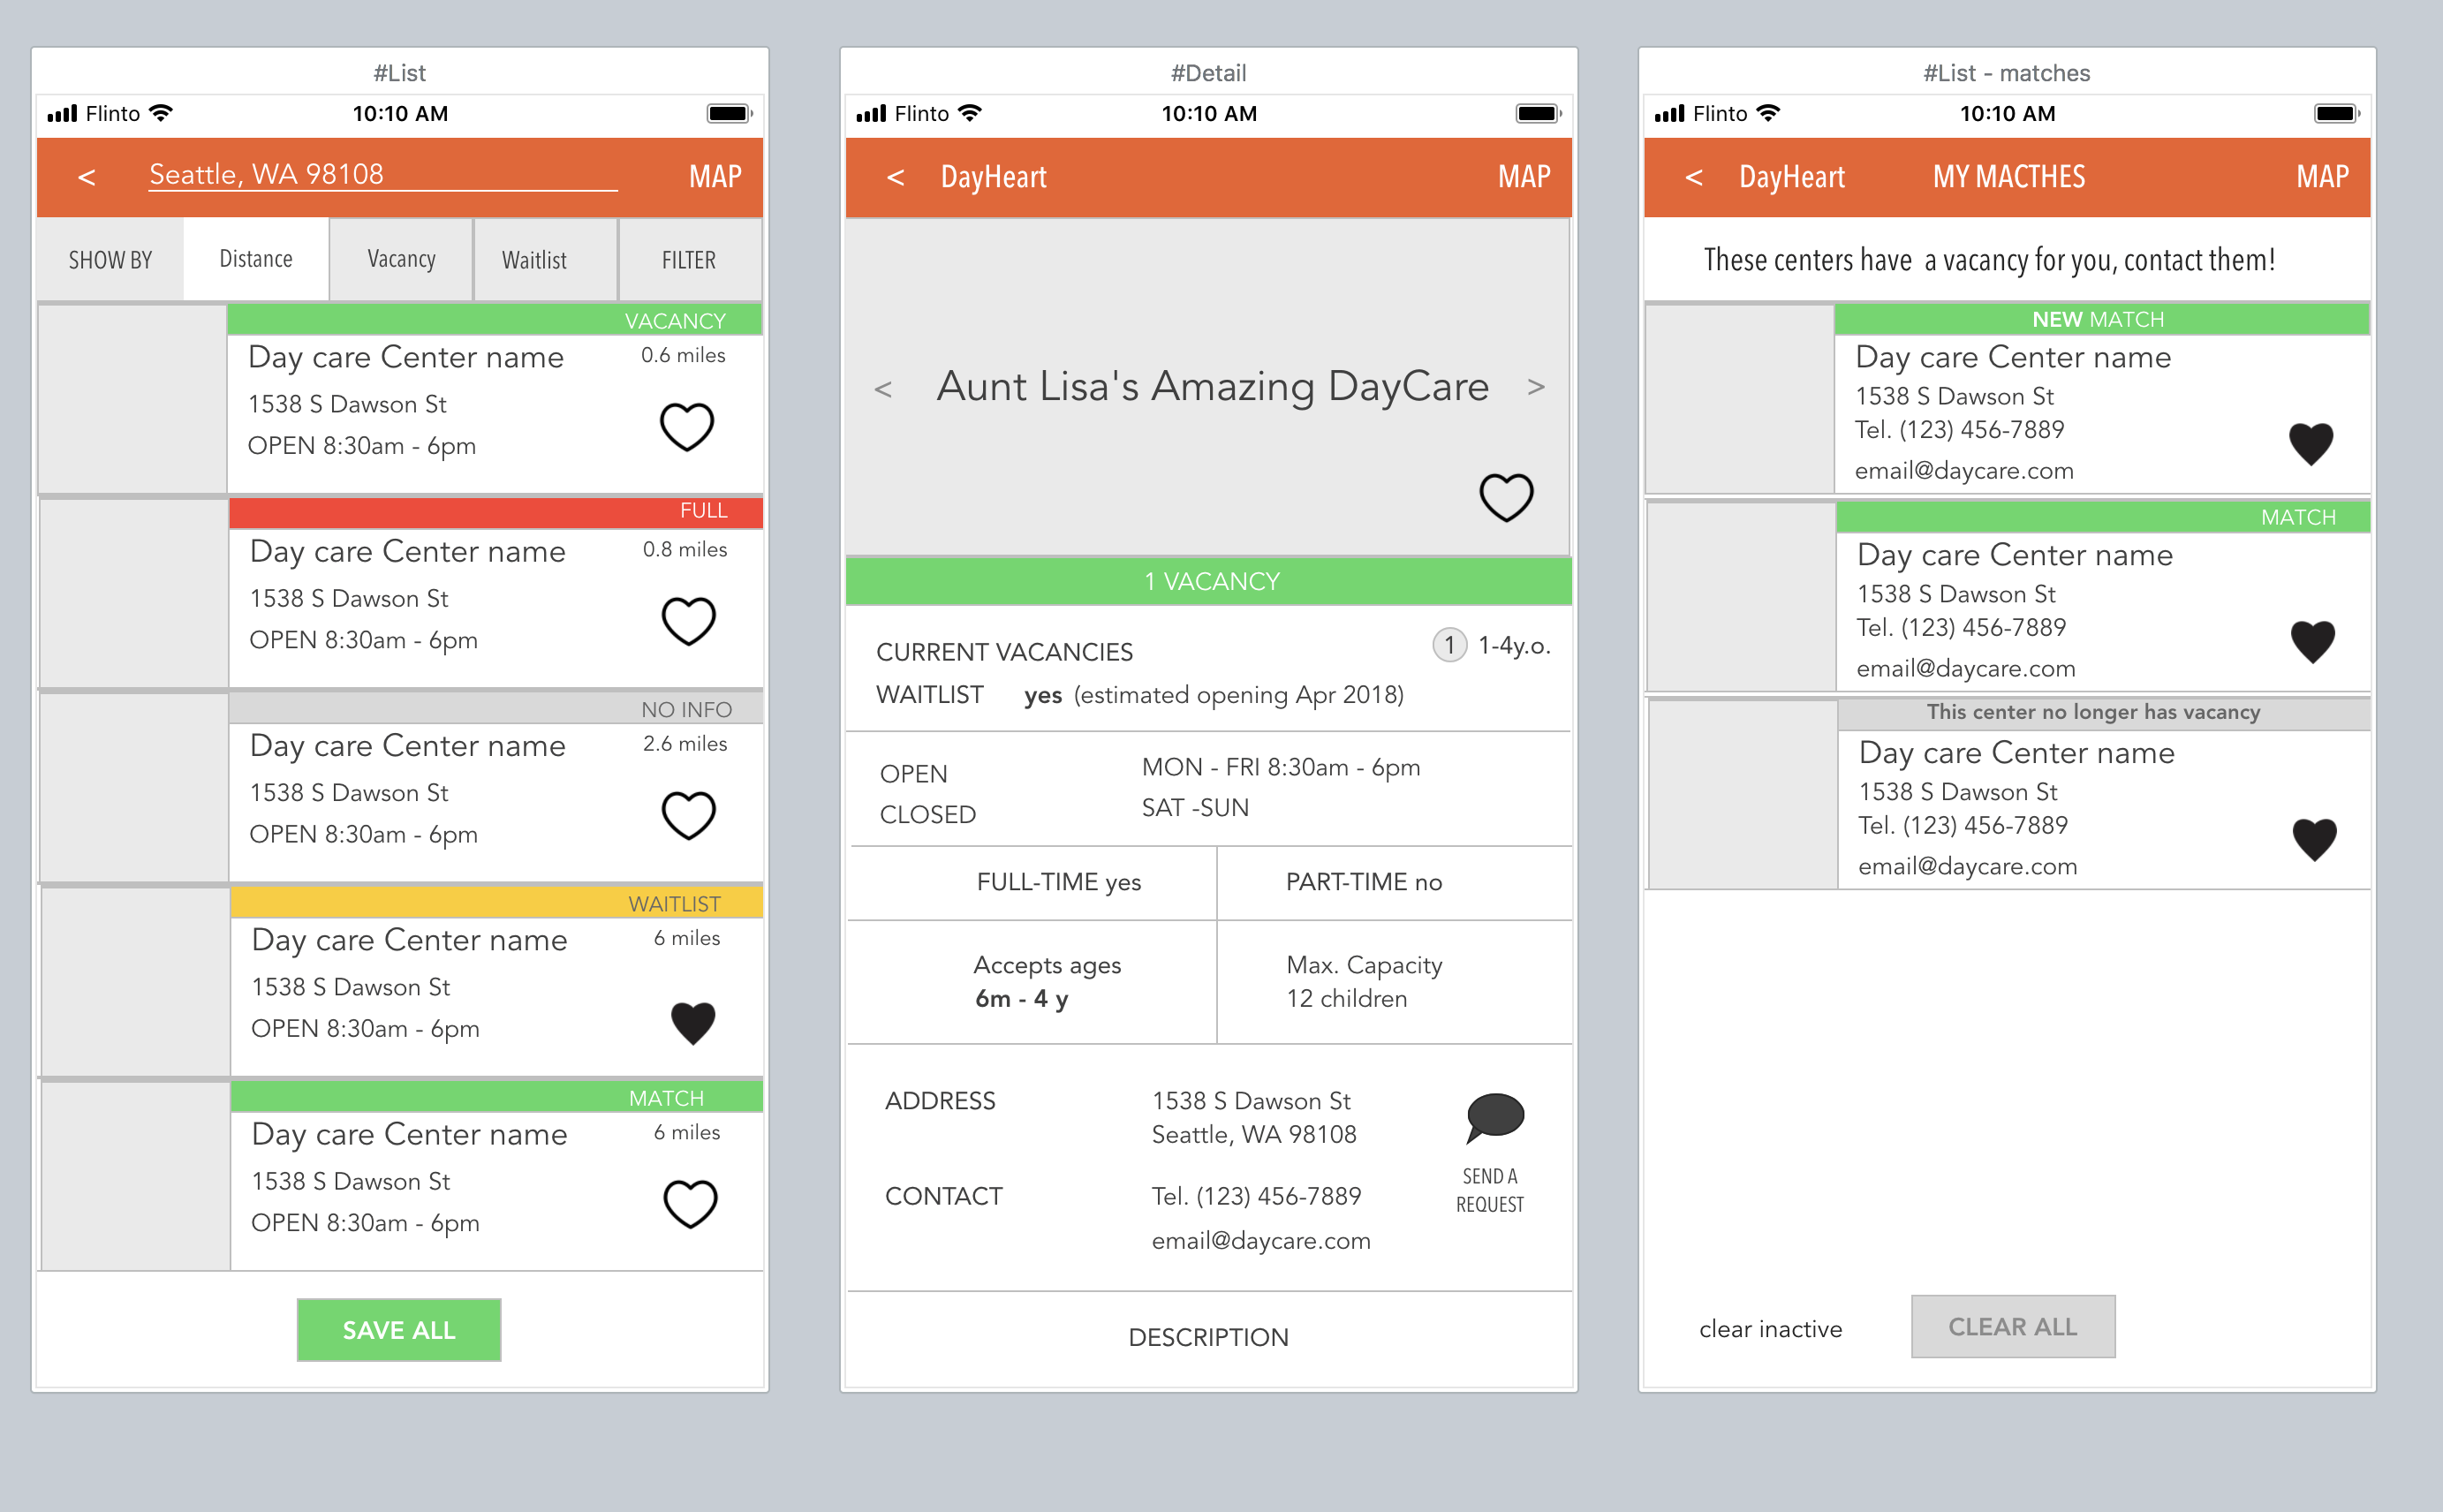 #List
Flinto 10:10 AM
< Seattle, WA 98108 MAP
SHOW BY Distance Vacancy Waitlist FILTER
VACANCY
Day care Center name 0.6 miles
1538 S Dawson St
OPEN 8:30am - 6pm
FULL
Day care Center name 0.8 miles
1538 S Dawson St
OPEN 8:30am - 6pm
NO INFO
Day care Center name 2.6 miles
1538 S Dawson St
OPEN 8:30am - 6pm
WAITLIST
Day care Center name 6 miles
1538 S Dawson St
OPEN 8:30am - 6pm
MATCH
Day care Center name 6 miles
1538 S Dawson St
OPEN 8:30am - 6pm
SAVE ALL
#Detail
Flinto 10:10 AM
< DayHeart MAP
< Aunt Lisa's Amazing DayCare >
1 VACANCY
CURRENT VACANCIES 1 1-4y.o.
WAITLIST yes (estimated opening Apr 2018)
OPEN MON - FRI 8:30am - 6pm
CLOSED SAT -SUN
FULL-TIME yes PART-TIME no
Accepts ages Max. Capacity
6m - 4 y 12 children
ADDRESS 1538 S Dawson St
Seattle, WA 98108
SEND A
REQUEST
CONTACT Tel. (123) 456-7889
email@daycare.com
DESCRIPTION
#List - matches
Flinto 10:10 AM
< DayHeart MY MACTHES MAP
These centers have a vacancy for you, contact them!
NEW MATCH
Day care Center name
1538 S Dawson St
Tel. (123) 456-7889
email@daycare.com
MATCH
Day care Center name
1538 S Dawson St
Tel. (123) 456-7889
email@daycare.com
This center no longer has vacancy
Day care Center name
1538 S Dawson St
Tel. (123) 456-7889
email@daycare.com
clear inactive CLEAR ALL